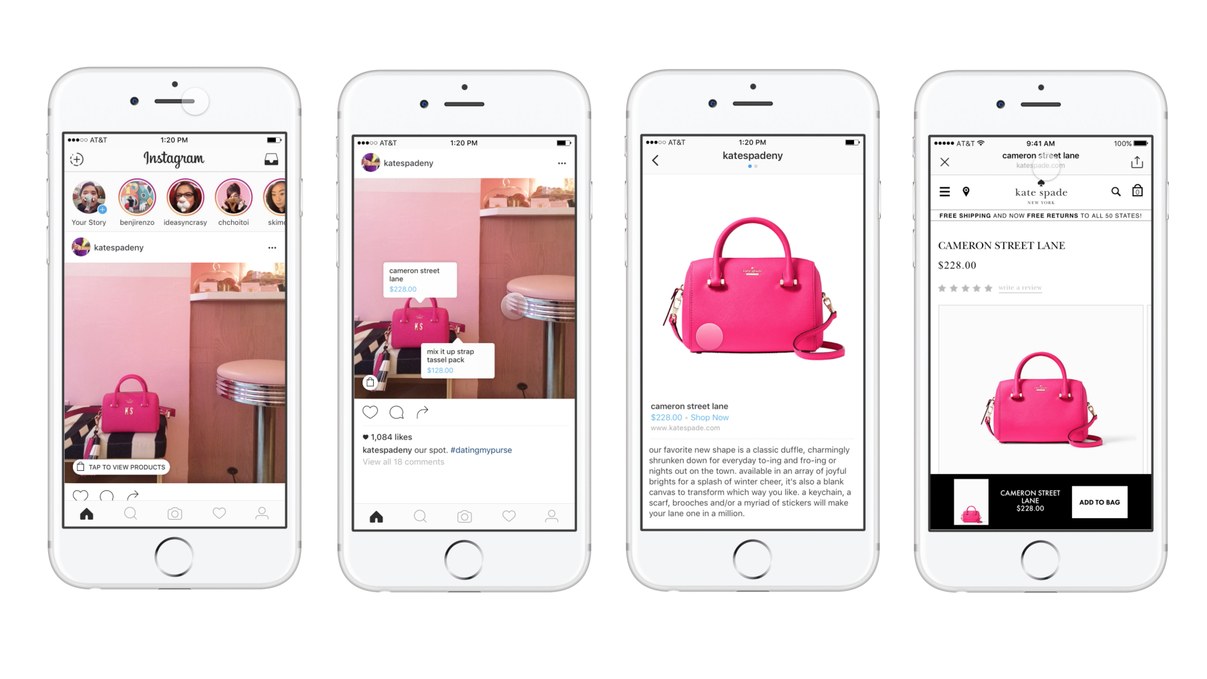 AT&T 1:20 PM
Instagram
Your Story benjirenzo ideasyncrasy chchoitoi skimc
katespadeny
MS
TAP TO VIEW PRODUCTS
AT&T 1:20 PM
katespadeny
cameron street
lane
$228.00
MS
mix it up strap
tassel pack
$128.00
1,084 likes
katespadeny our spot. #datingmypurse
View all 18 comments
AT&T 1:20 PM
katespadeny
cameron street lane
$228.00 · Shop Now
www.katespade.com
our favorite new shape is a classic duffle, charmingly
shrunken down for everyday to-ing and fro-ing or
nights out on the town. available in an array of joyful
brights for a splash of winter cheer, it's also a blank
canvas to transform which way you like. a keychain, a
scarf, brooches and/or a myriad of stickers will make
your lane one in a million.
AT&T 9:41 AM 100%
cameron street lane
katespade.com
kate spade
NEW YORK
0
FREE SHIPPING AND NOW FREE RETURNS TO ALL 50 STATES!
CAMERON STREET LANE
$228.00
write a review
CAMERON STREET
LANE
$228.00
ADD TO BAG